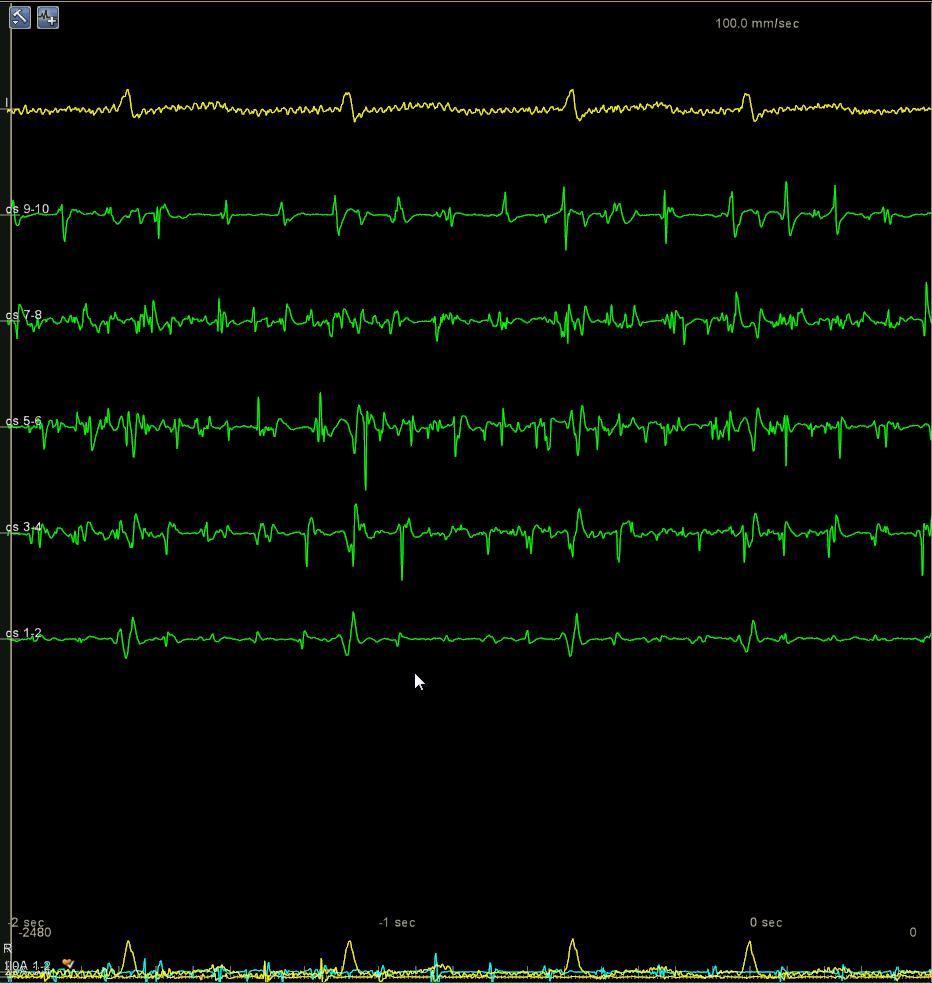 100.0 mm/sec
I
cs 9-10
cs 7-8
cs 5-6
cs 3-4
cs 1-2
-2 sec
-1 sec
0 sec
-2480
0